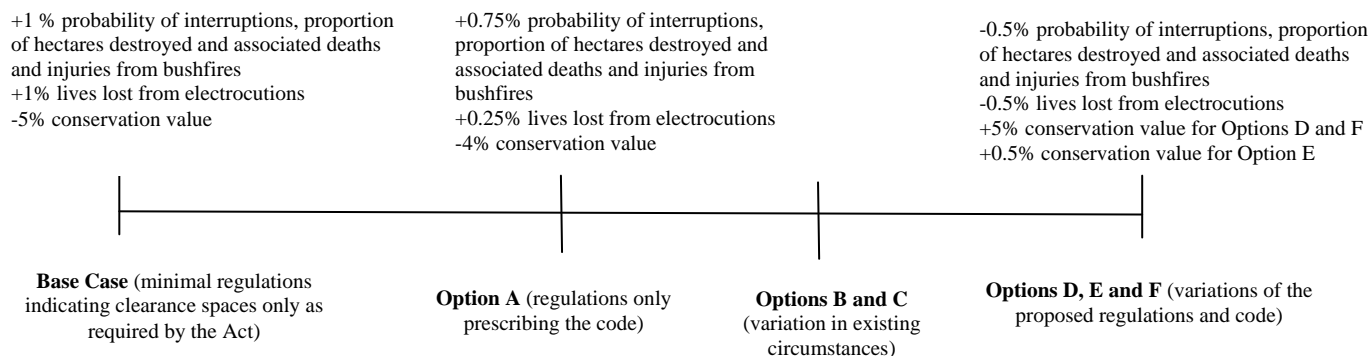 +1 % probability of interruptions, proportion
of hectares destroyed and associated deaths
and injuries from bushfires
+1% lives lost from electrocutions
-5% conservation value
+0.75% probability of interruptions,
proportion of hectares destroyed and
associated deaths and injuries from
bushfires
+0.25% lives lost from electrocutions
-4% conservation value
-0.5% probability of interruptions, proportion
of hectares destroyed and associated deaths
and injuries from bushfires
-0.5% lives lost from electrocutions
+5% conservation value for Options D and F
+0.5% conservation value for Option E
Base Case (minimal regulations
indicating clearance spaces only as
required by the Act)
Option A (regulations only
prescribing the code)
Options B and C
(variation in existing
circumstances)
Options D, E and F (variations of the
proposed regulations and code)